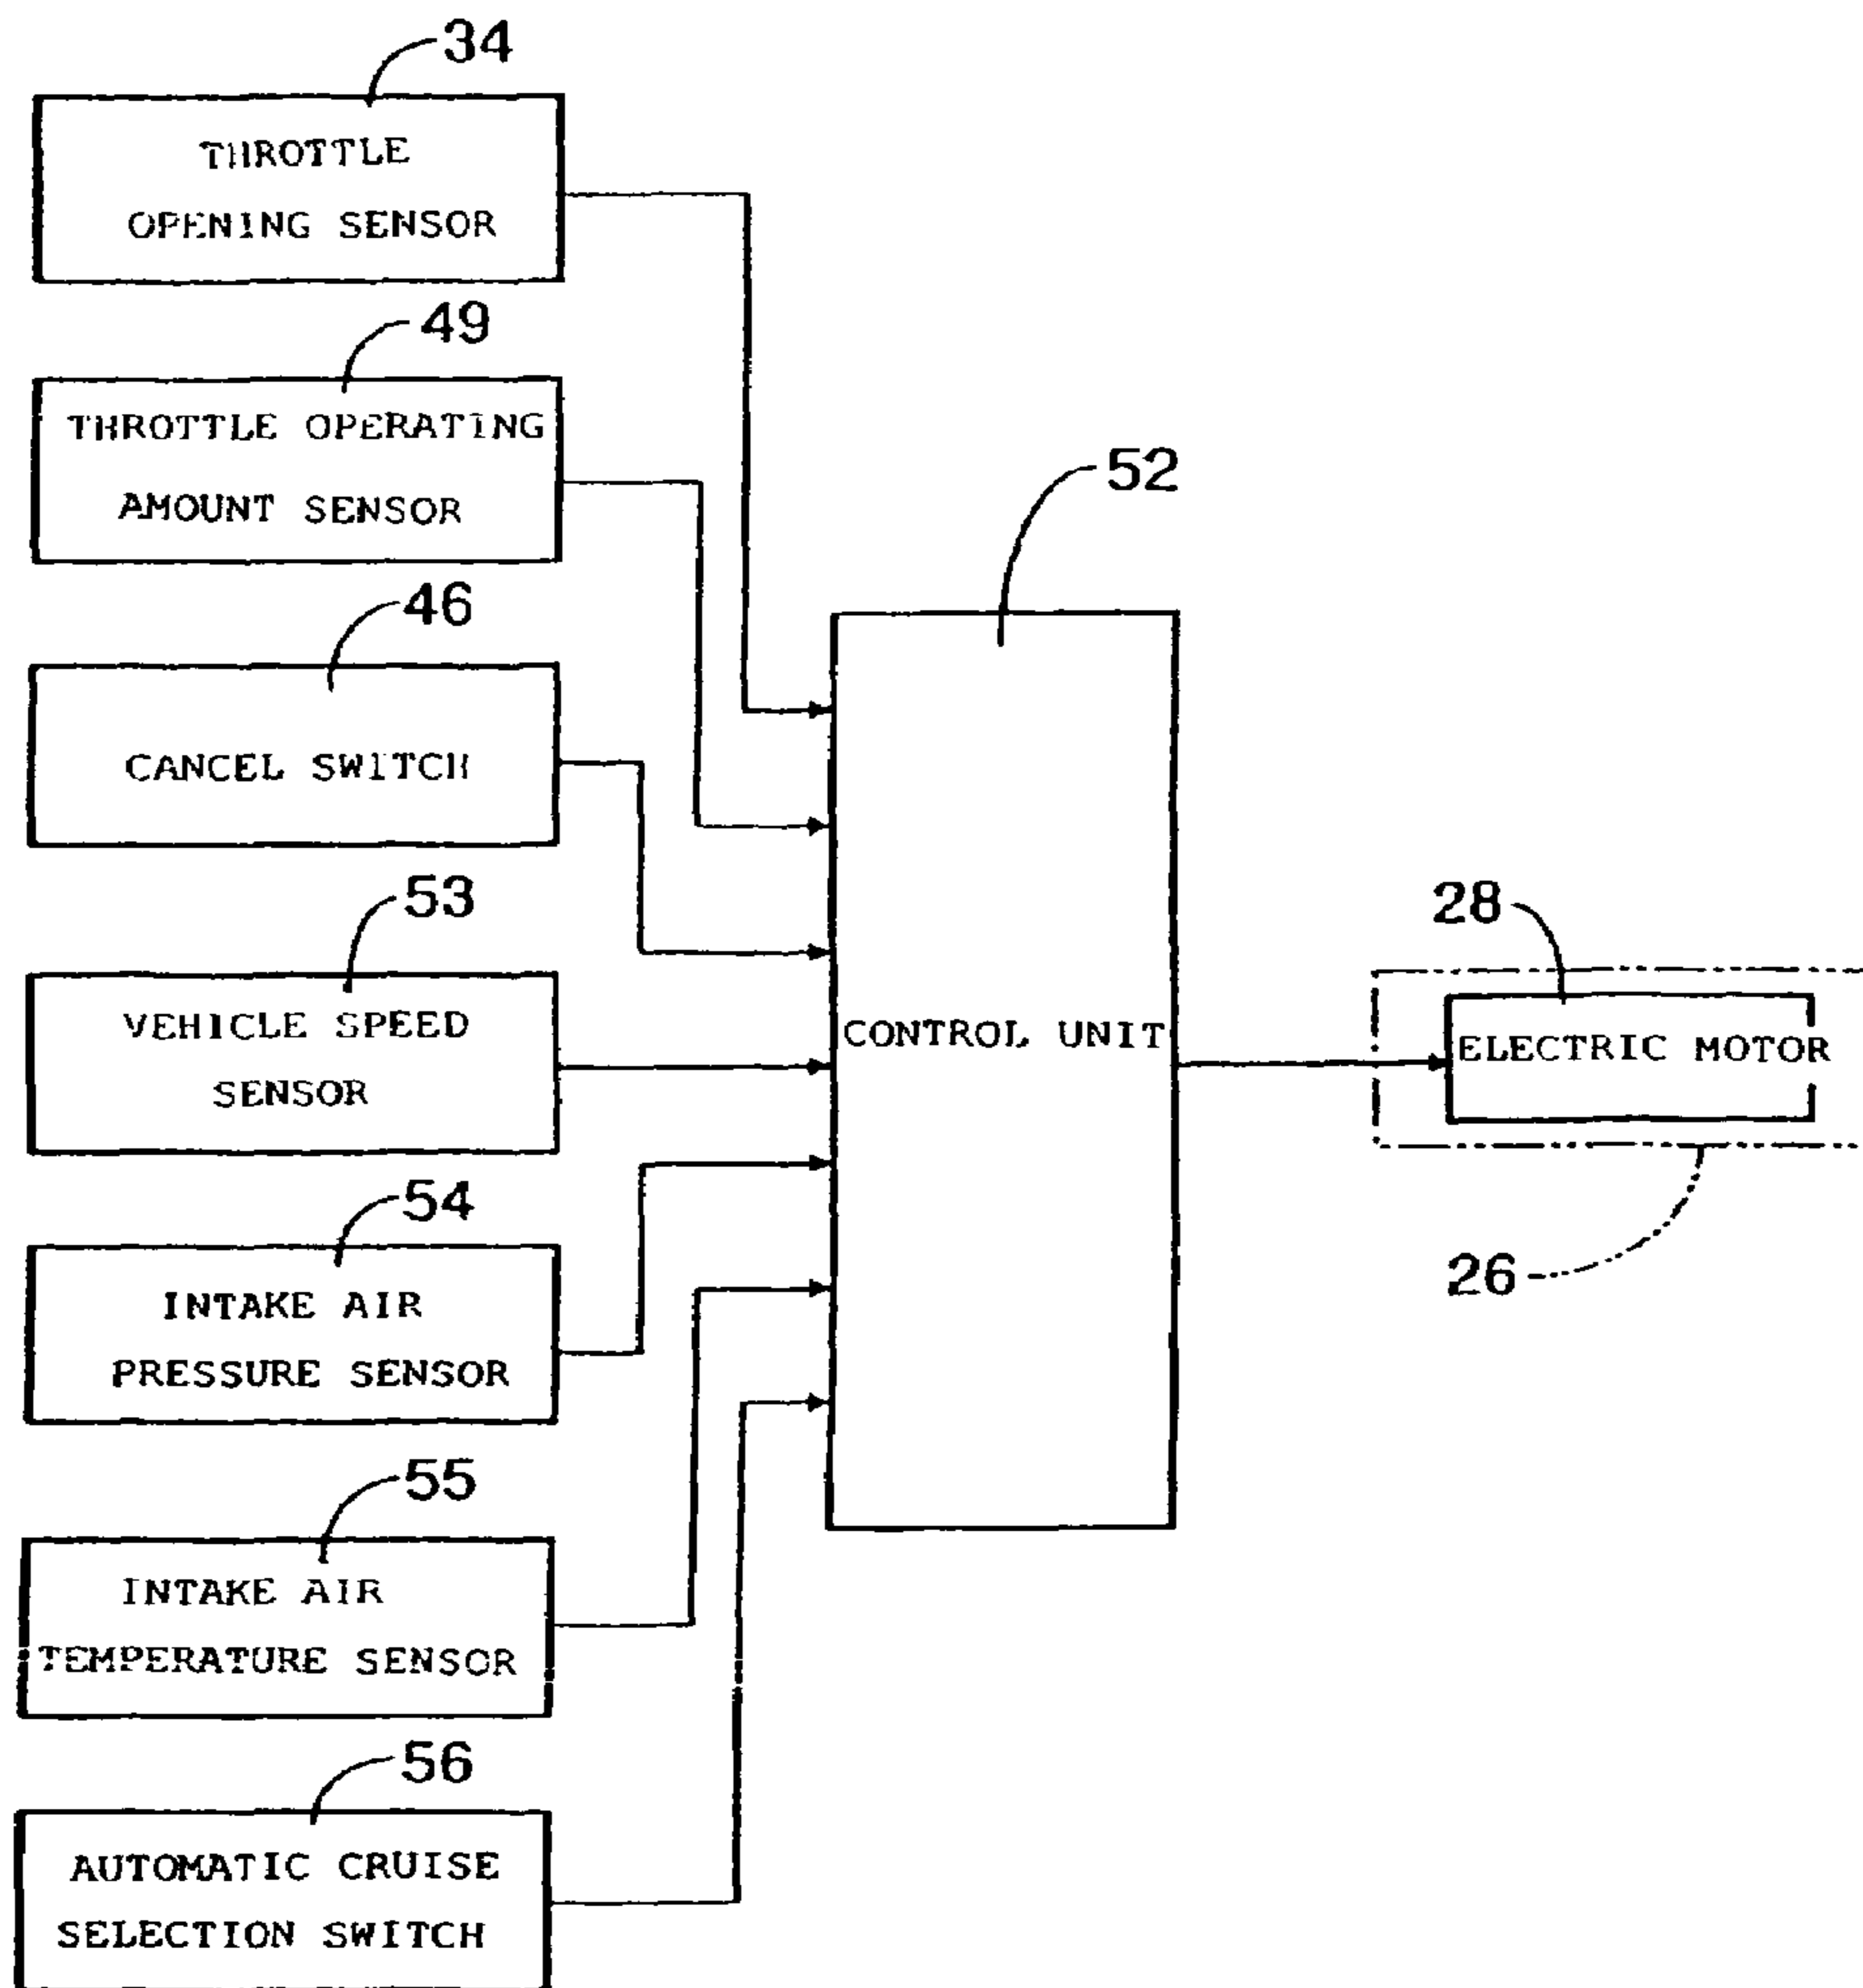 34
THROTTLE
OPENING SENSOR
49
THROTTLE OPERATING
AMOUNT SENSOR
46
CANCEL SWITCH
53
VEHICLE SPEED
SENSOR
54
INTAKE AIR
PRESSURE SENSOR
55
INTAKE AIR
TEMPERATURE SENSOR
56
AUTOMATIC CRUISE
SELECTION SWITCH
52
CONTROL UNIT
28
ELECTRIC MOTOR
26